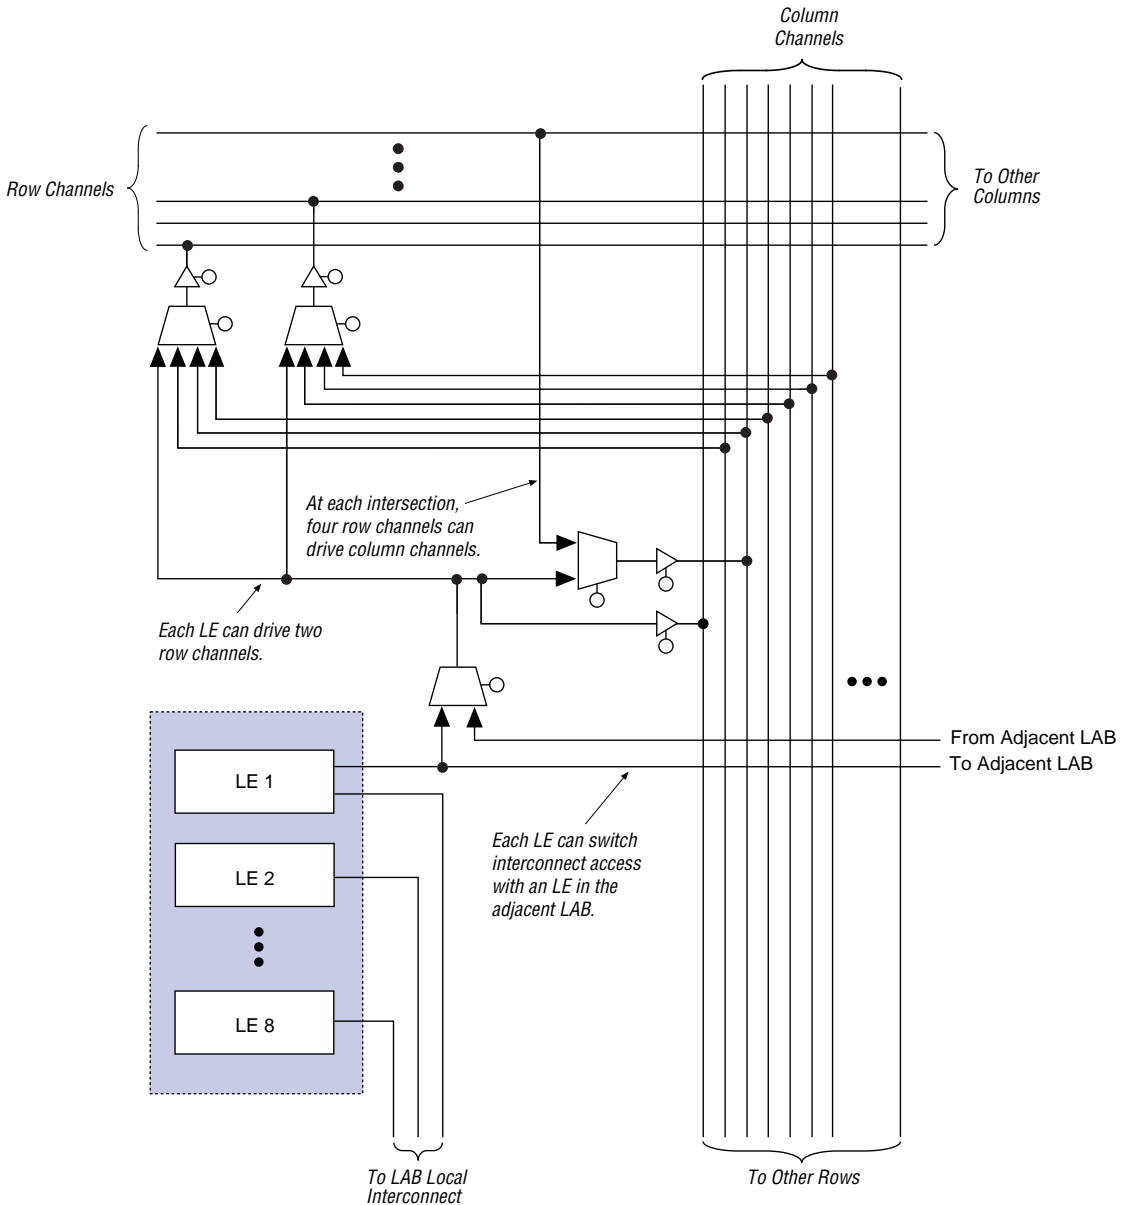 Column
Channels
Row Channels
To Other
Columns
At each intersection,
four row channels can
drive column channels.
Each LE can drive two
row channels.
From Adjacent LAB
To Adjacent LAB
LE 1
Each LE can switch
interconnect access
with an LE in the
adjacent LAB.
LE 2
LE 8
To LAB Local
Interconnect
To Other Rows